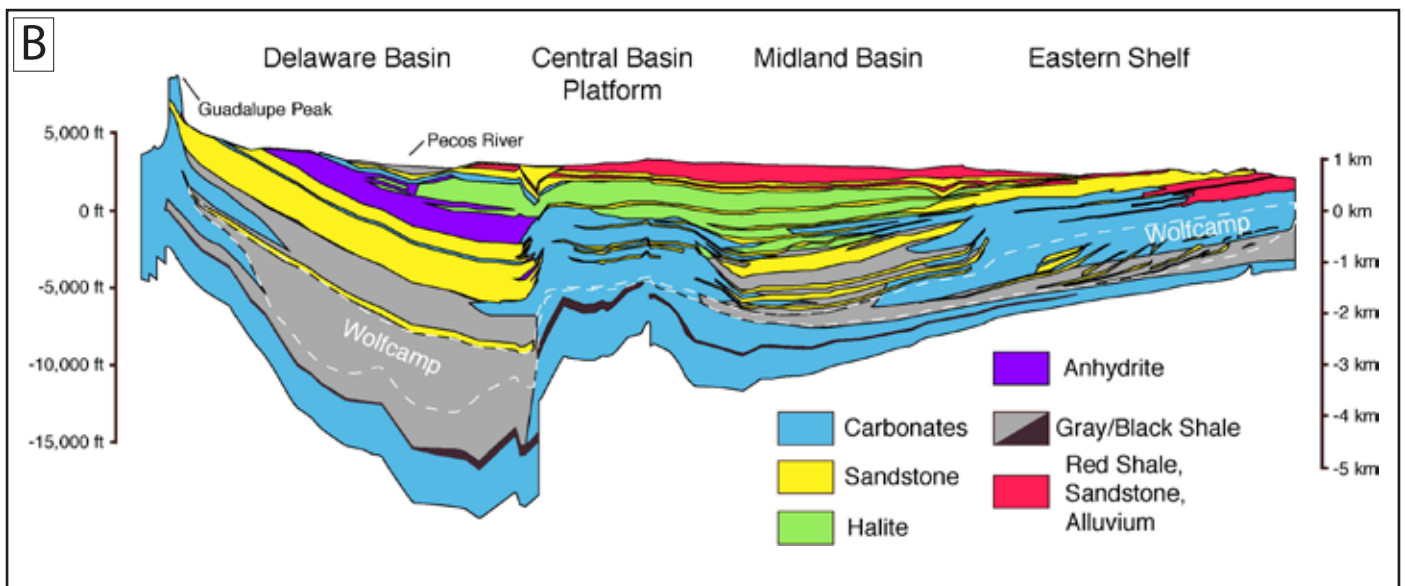 B
Delaware Basin
Central Basin
Platform
Midland Basin
Eastern Shelf
Guadalupe Peak
Pecos River
5,000 ft
0 ft
-5,000 ft
-10,000 ft
-15,000 ft
1 km
0 km
-1 km
-2 km
-3 km
-4 km
-5 km
Wolfcamp
Wolfcamp
Anhydrite
Carbonates
Gray/Black Shale
Sandstone
Red Shale,
Sandstone,
Alluvium
Halite